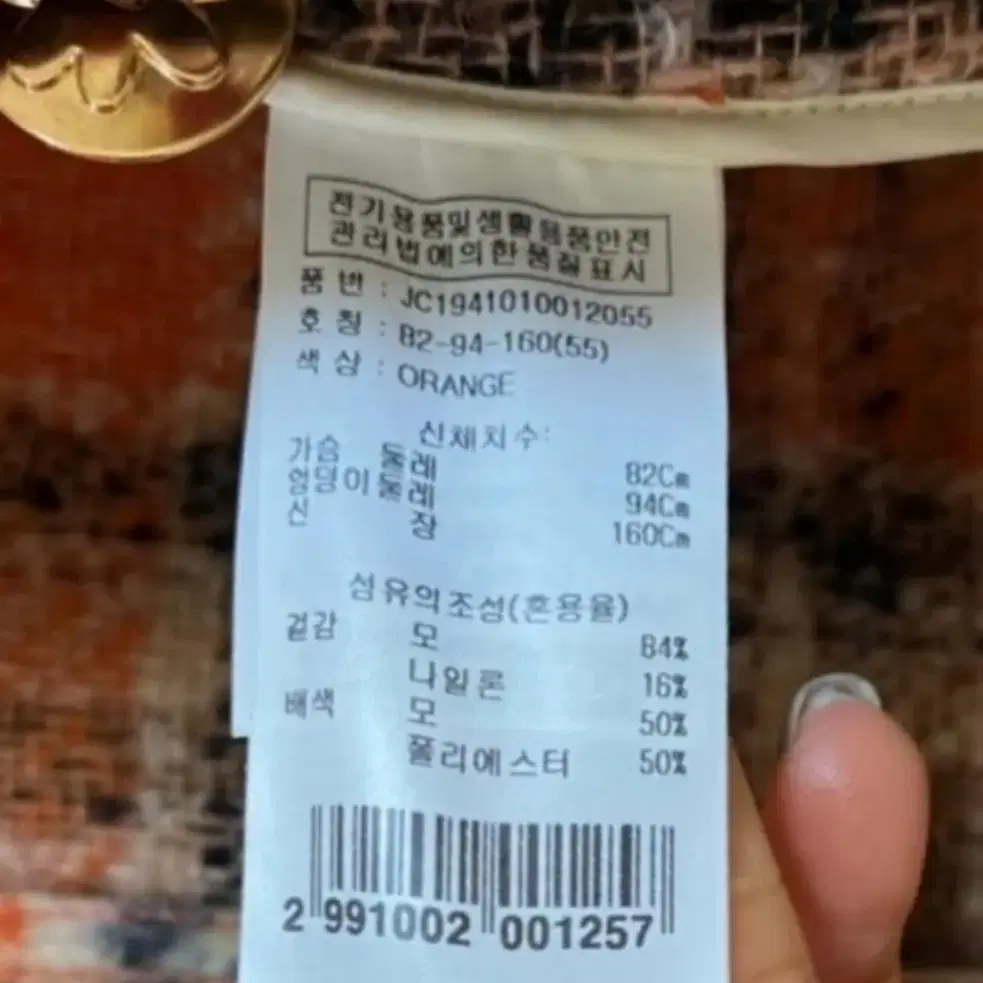 전기용품및생활용품안전
관리법에의한품질표시
품 번 : JC1941010012055
호 칭 : 82-94-160(55)
색 상 : ORANGE
신체치수:
가슴 둘레 82Cm
엉덩이둘레 94Cm
신 장 160Cm
섬유의조성(혼용율)
겉감 모 84%
나일론 16%
배색 모 50%
폴리에스터 50%
2 991002 001257